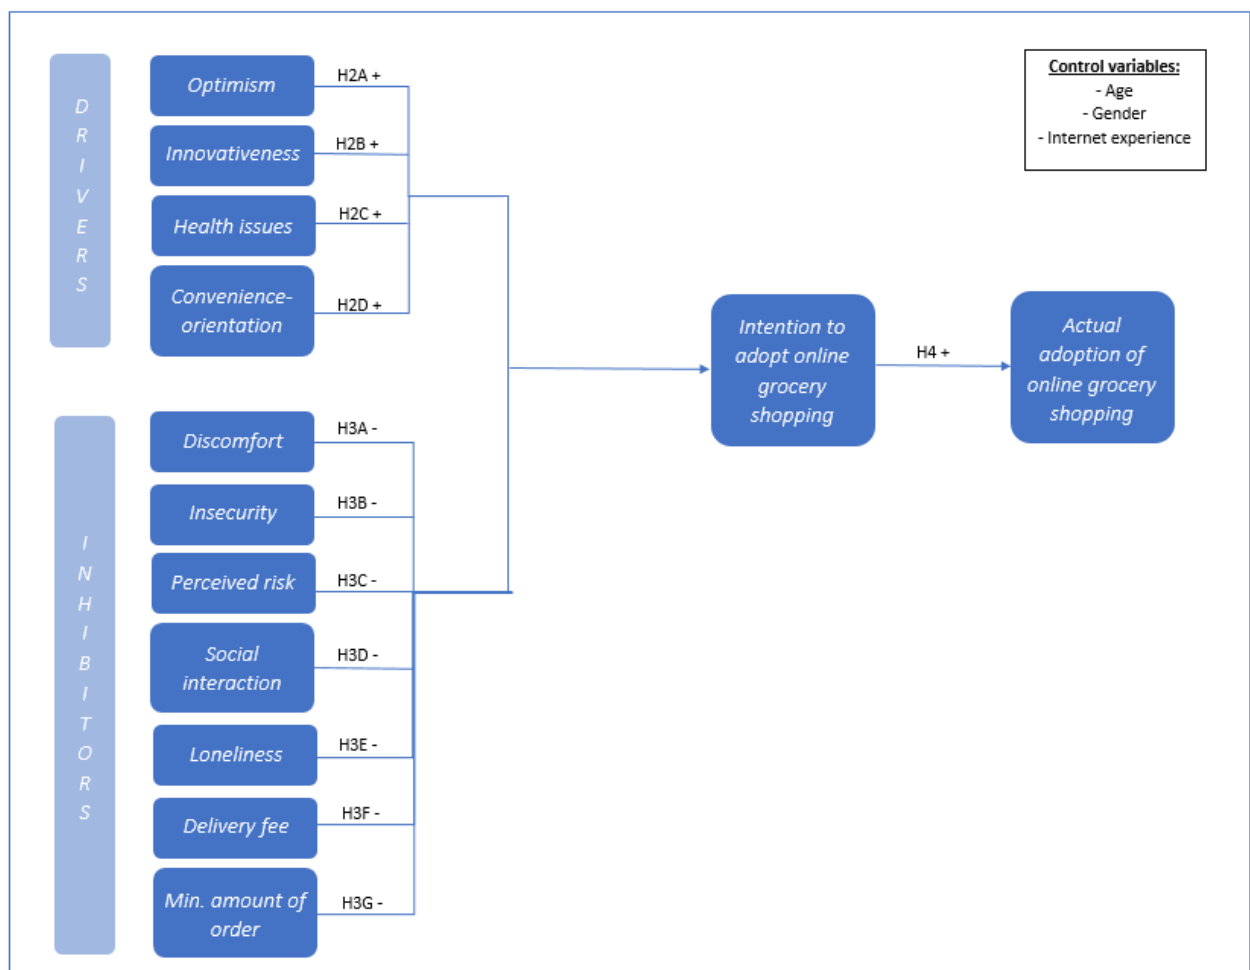 DRIVERS
Optimism
H2A +
Innovativeness
H2B +
Health issues
H2C +
Convenience-
orientation
H2D +
INHIBITORS
Discomfort
H3A -
Insecurity
H3B -
Perceived risk
H3C -
Social
interaction
H3D -
Loneliness
H3E -
Delivery fee
H3F -
Min. amount of
order
H3G -
Intention to
adopt online
grocery
shopping
H4 +
Actual
adoption of
online grocery
shopping
Control variables:
- Age
- Gender
- Internet experience